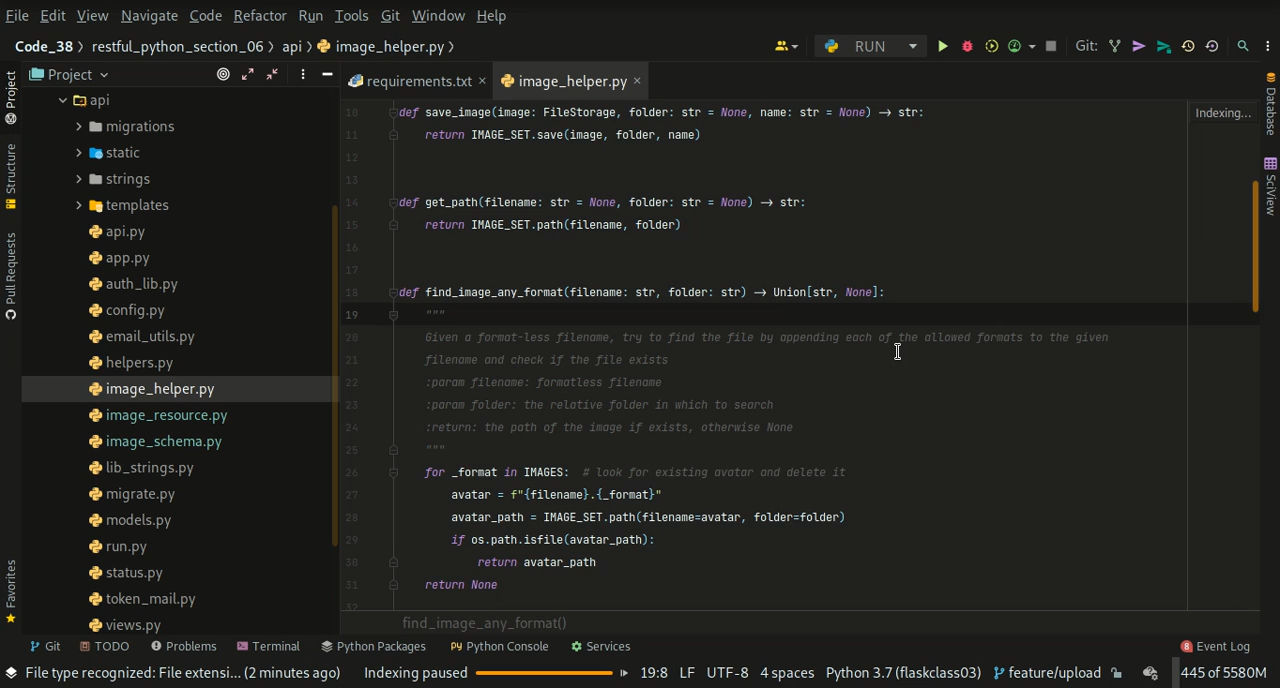 File Edit View Navigate Code Refactor Run Tools Git Window Help
Code_38 restful_python_section_06 api image_helper.py RUN Git:
Project
requirements.txt image_helper.py
Project
Structure
Pull Requests
Favorites
api
migrations
static
strings
templates
api.py
app.py
auth_lib.py
config.py
email_utils.py
helpers.py
image_helper.py
image_resource.py
image_schema.py
lib_strings.py
migrate.py
models.py
run.py
status.py
token_mail.py
views.py
10 def save_image(image: FileStorage, folder: str = None, name: str = None) → str:
11 return IMAGE_SET.save(image, folder, name)
12
13
14 def get_path(filename: str = None, folder: str = None) → str:
15 return IMAGE_SET.path(filename, folder)
16
17
18 def find_image_any_format(filename: str, folder: str) → Union[str, None]:
19 """
20 Given a format-less filename, try to find the file by appending each of the allowed formats to the given
21 filename and check if the file exists
22 :param filename: formatless filename
23 :param folder: the relative folder in which to search
24 :return: the path of the image if exists, otherwise None
25 """
26 for _format in IMAGES: # look for existing avatar and delete it
27 avatar = f"{filename}.{_format}"
28 avatar_path = IMAGE_SET.path(filename=avatar, folder=folder)
29 if os.path.isfile(avatar_path):
30 return avatar_path
31 return None
32
find_image_any_format()
Indexing...
Database
SciView
Git TODO Problems Terminal Python Packages Python Console Services 8 Event Log
File type recognized: File extensi... (2 minutes ago) Indexing paused 19:8 LF UTF-8 4 spaces Python 3.7 (flaskclass03) feature/upload 445 of 5580M